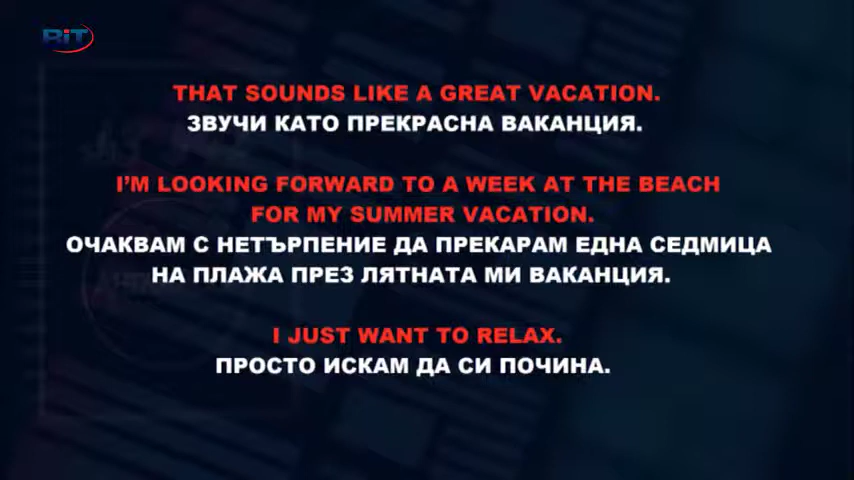 RiT
THAT SOUNDS LIKE A GREAT VACATION.
ЗВУЧИ КАТО ПРЕКРАСНА ВАКАНЦИЯ.
I'M LOOKING FORWARD TO A WEEK AT THE BEACH
FOR MY SUMMER VACATION.
ОЧАКВАМ С НЕТЪРПЕНИЕ ДА ПРЕКАРАМ ЕДНА СЕДМИЦА
НА ПЛАЖА ПРЕЗ ЛЯТНАТА МИ ВАКАНЦИЯ.
I JUST WANT TO RELAX.
ПРОСТО ИСКАМ ДА СИ ПОЧИНА.